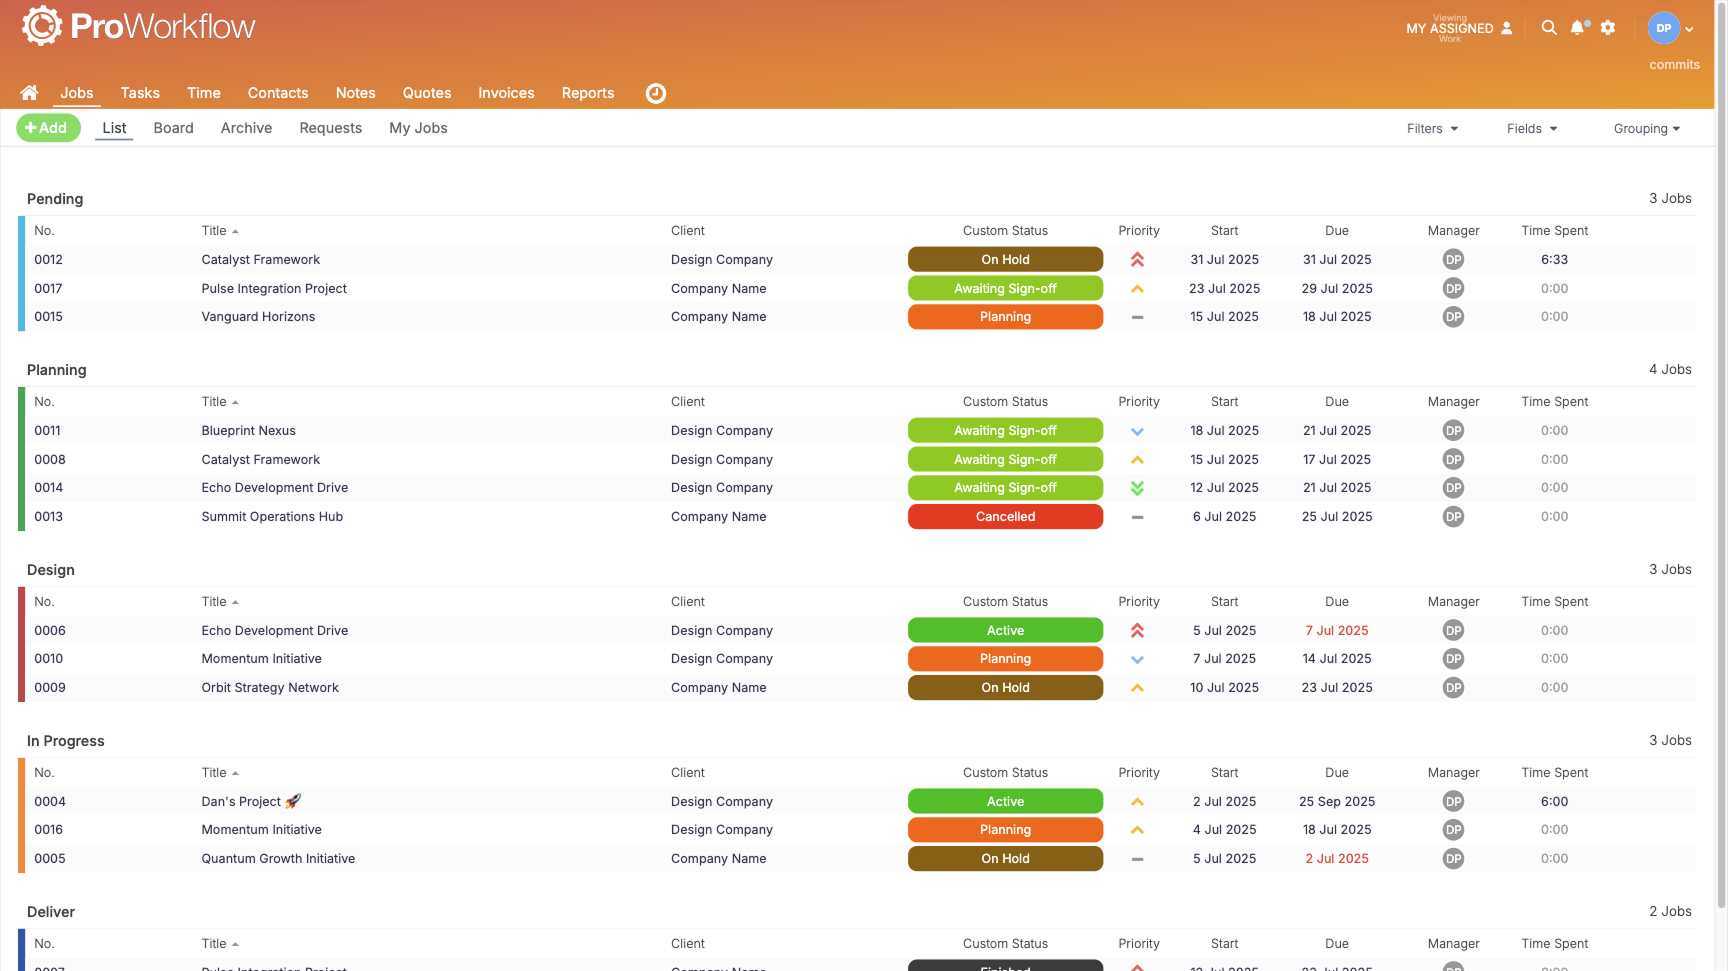 ProWorkflow
Viewing
MY ASSIGNED
Work
DP
commits
Jobs Tasks Time Contacts Notes Quotes Invoices Reports
+ Add List Board Archive Requests My Jobs Filters Fields Grouping
Pending 3 Jobs
No. Title Client Custom Status Priority Start Due Manager Time Spent
0012 Catalyst Framework Design Company On Hold 31 Jul 2025 31 Jul 2025 DP 6:33
0017 Pulse Integration Project Company Name Awaiting Sign-off 23 Jul 2025 29 Jul 2025 DP 0:00
0015 Vanguard Horizons Company Name Planning 15 Jul 2025 18 Jul 2025 DP 0:00
Planning 4 Jobs
No. Title Client Custom Status Priority Start Due Manager Time Spent
0011 Blueprint Nexus Design Company Awaiting Sign-off 18 Jul 2025 21 Jul 2025 DP 0:00
0008 Catalyst Framework Design Company Awaiting Sign-off 15 Jul 2025 17 Jul 2025 DP 0:00
0014 Echo Development Drive Design Company Awaiting Sign-off 12 Jul 2025 21 Jul 2025 DP 0:00
0013 Summit Operations Hub Company Name Cancelled 6 Jul 2025 25 Jul 2025 DP 0:00
Design 3 Jobs
No. Title Client Custom Status Priority Start Due Manager Time Spent
0006 Echo Development Drive Design Company Active 5 Jul 2025 7 Jul 2025 DP 0:00
0010 Momentum Initiative Design Company Planning 7 Jul 2025 14 Jul 2025 DP 0:00
0009 Orbit Strategy Network Company Name On Hold 10 Jul 2025 23 Jul 2025 DP 0:00
In Progress 3 Jobs
No. Title Client Custom Status Priority Start Due Manager Time Spent
0004 Dan's Project 🚀 Design Company Active 2 Jul 2025 25 Sep 2025 DP 6:00
0016 Momentum Initiative Design Company Planning 4 Jul 2025 18 Jul 2025 DP 0:00
0005 Quantum Growth Initiative Company Name On Hold 5 Jul 2025 2 Jul 2025 DP 0:00
Deliver 2 Jobs
No. Title Client Custom Status Priority Start Due Manager Time Spent
0007 Pulse Integration Project Company Name Finished